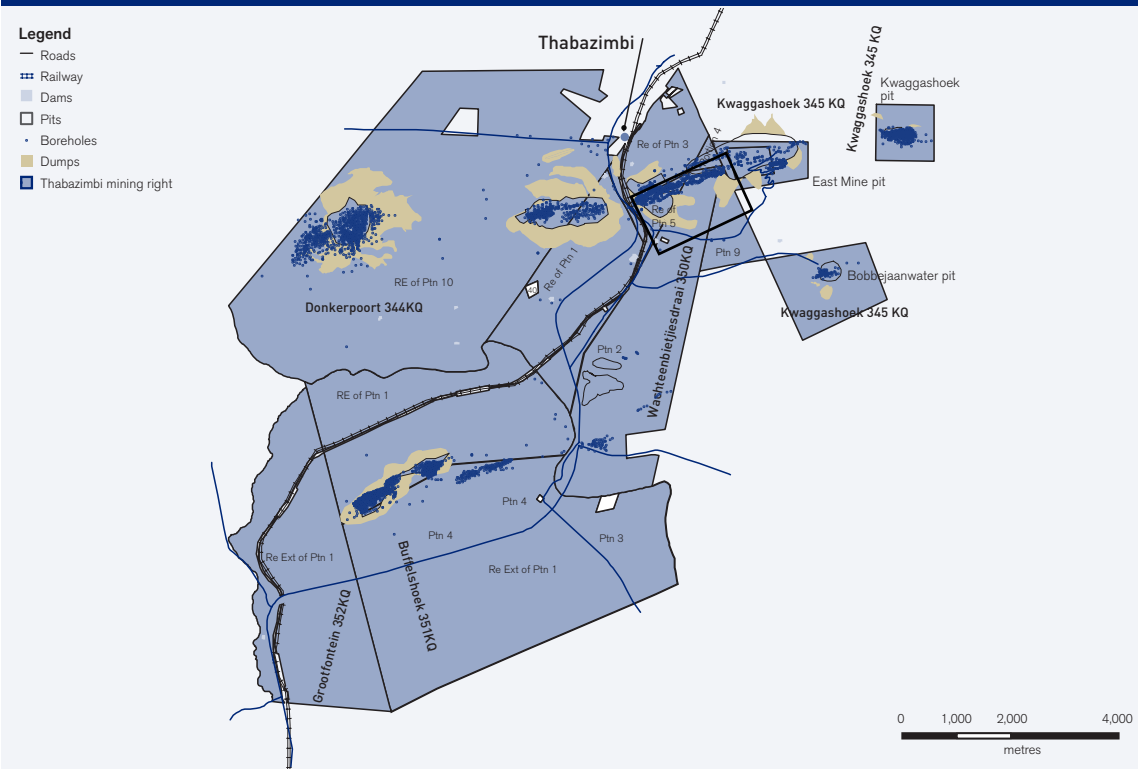 Legend
Roads
Railway
Dams
Pits
Boreholes
Dumps
Thabazimbi mining right
Thabazimbi
Kwaggashoek 345 KQ
Kwaggashoek
pit
Kwaggashoek 345 KQ
Re of Ptn 3
East Mine pit
Re of
Ptn 5
Ptn 9
Bobbejaanwater pit
Kwaggashoek 345 KQ
Re of Ptn 1
RE of Ptn 10
Donkerpoort 344KQ
Wachteenbietjiesdraai 350KQ
Ptn 2
RE of Ptn 1
Ptn 4
Ptn 4
Ptn 3
Re Ext of Ptn 1
Re Ext of Ptn 1
Buffelshoek 351KQ
Grootfontein 352KQ
0 1,000 2,000 4,000
metres